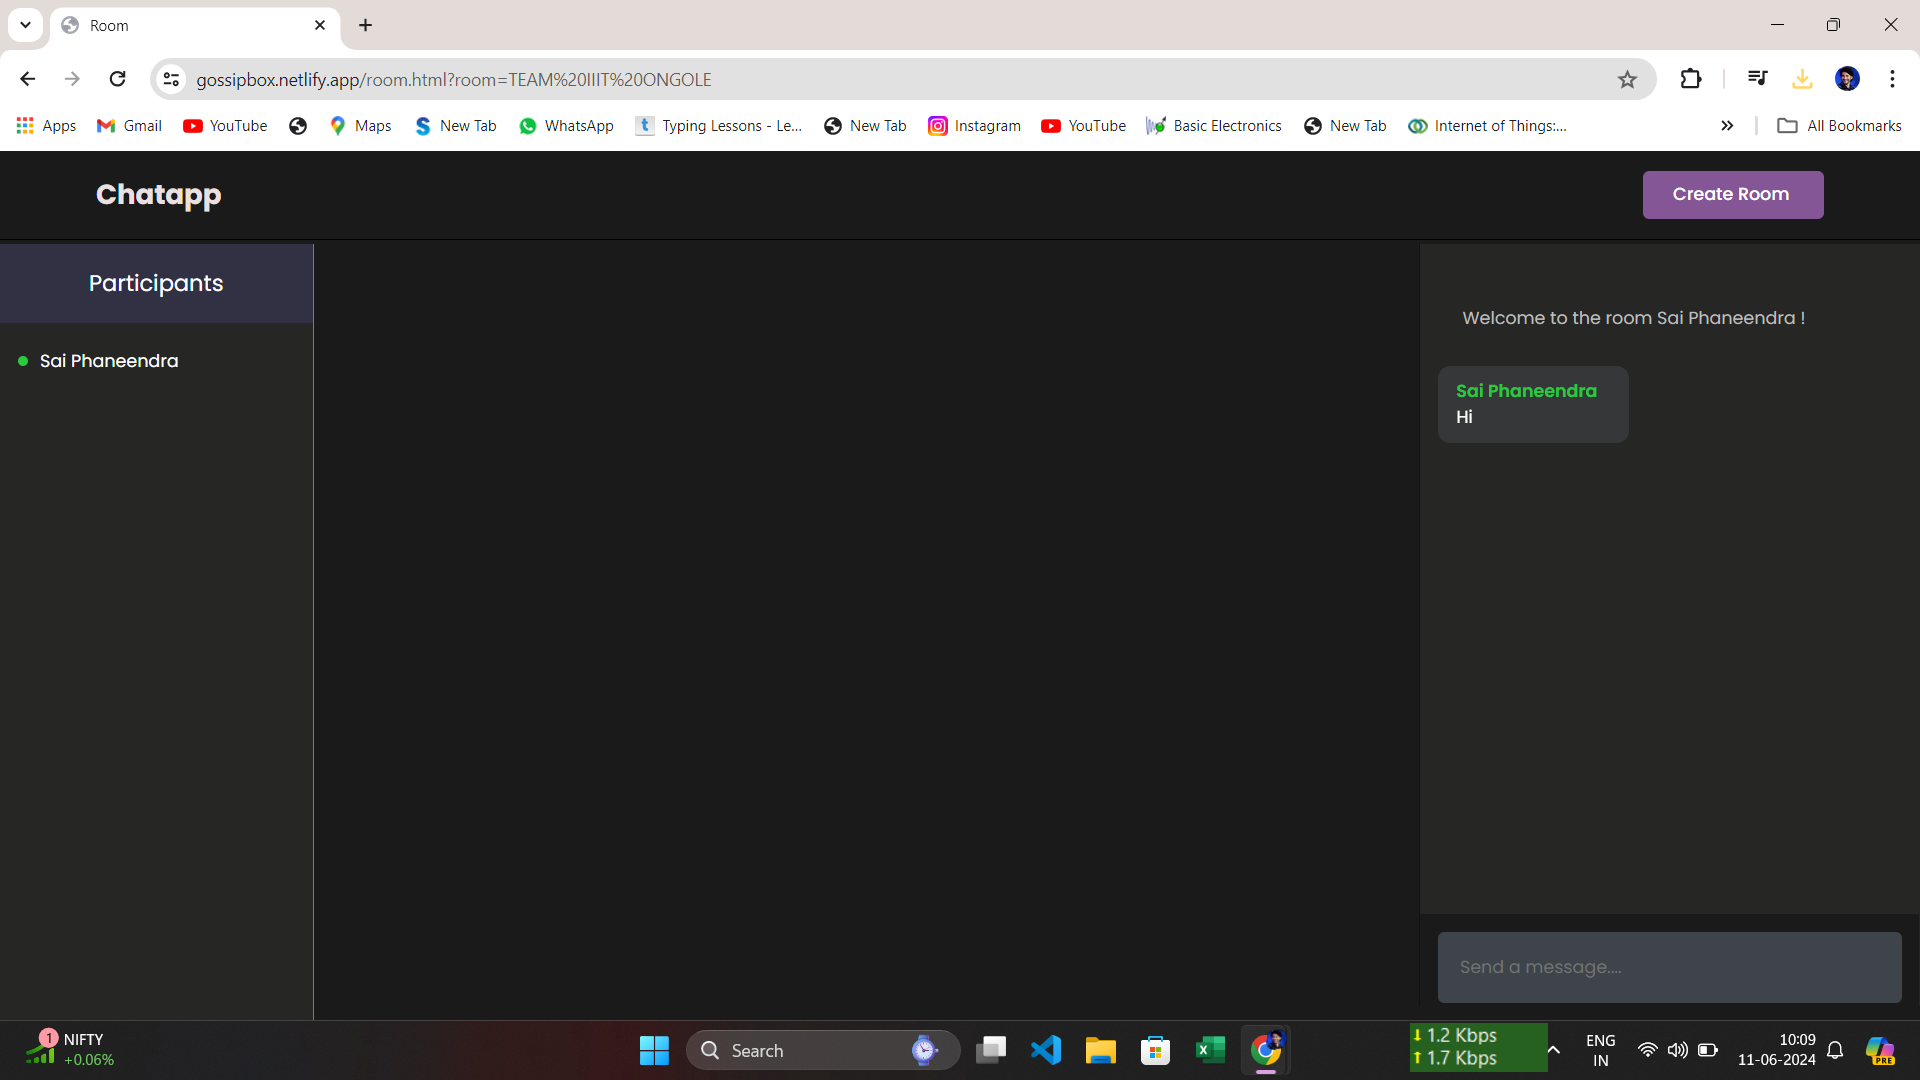 Room
gossipbox.netlify.app/room.html?room=TEAM%20IIIT%20ONGOLE
Apps Gmail YouTube Maps New Tab WhatsApp Typing Lessons - Le... New Tab Instagram YouTube Basic Electronics New Tab Internet of Things:... All Bookmarks
Chatapp
Create Room
Participants
Sai Phaneendra
Welcome to the room Sai Phaneendra !
Sai Phaneendra
Hi
Send a message....
1
NIFTY
+0.06%
Search
1.2 Kbps
1.7 Kbps
ENG
IN
10:09
11-06-2024
PRE